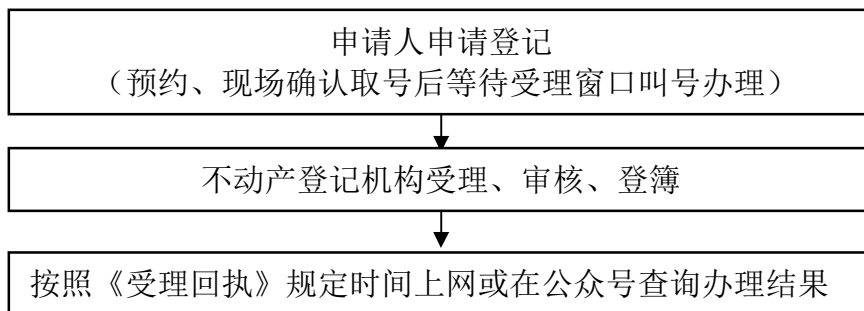 申请人申请登记
（预约、现场确认取号后等待受理窗口叫号办理）
不动产登记机构受理、审核、登簿
按照《受理回执》规定时间上网或在公众号查询办理结果